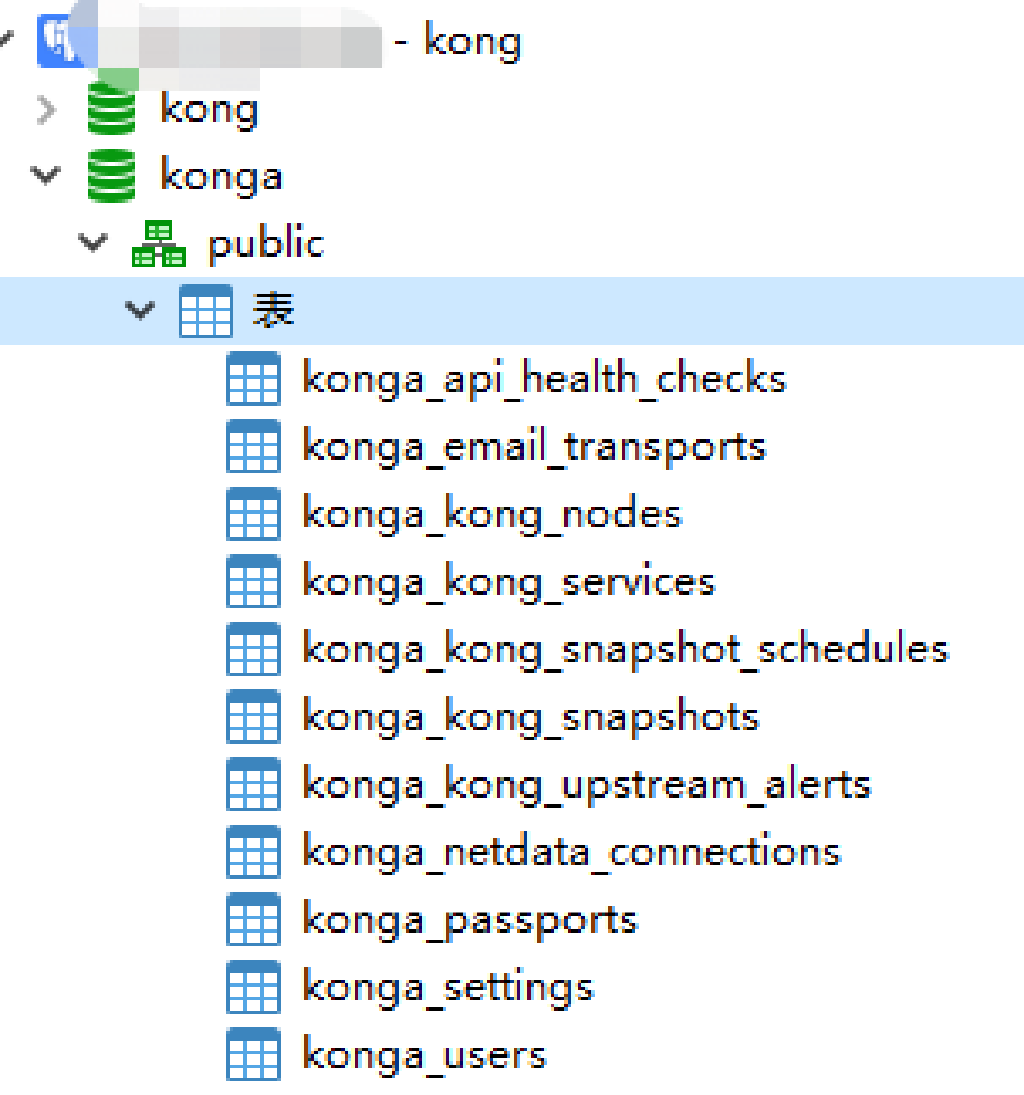 - kong
kong
konga
public
表
konga_api_health_checks
konga_email_transports
konga_kong_nodes
konga_kong_services
konga_kong_snapshot_schedules
konga_kong_snapshots
konga_kong_upstream_alerts
konga_netdata_connections
konga_passports
konga_settings
konga_users